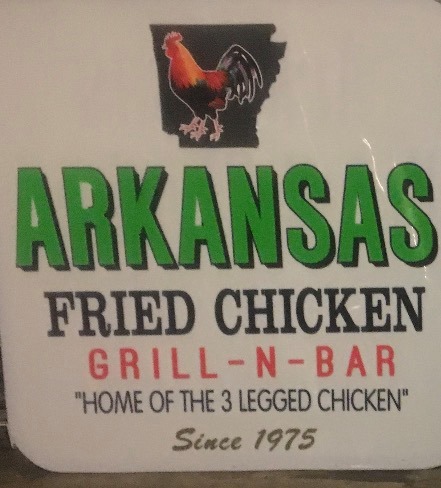 ARKANSAS
FRIED CHICKEN
GRILL-N-BAR
"HOME OF THE 3 LEGGED CHICKEN"
Since 1975